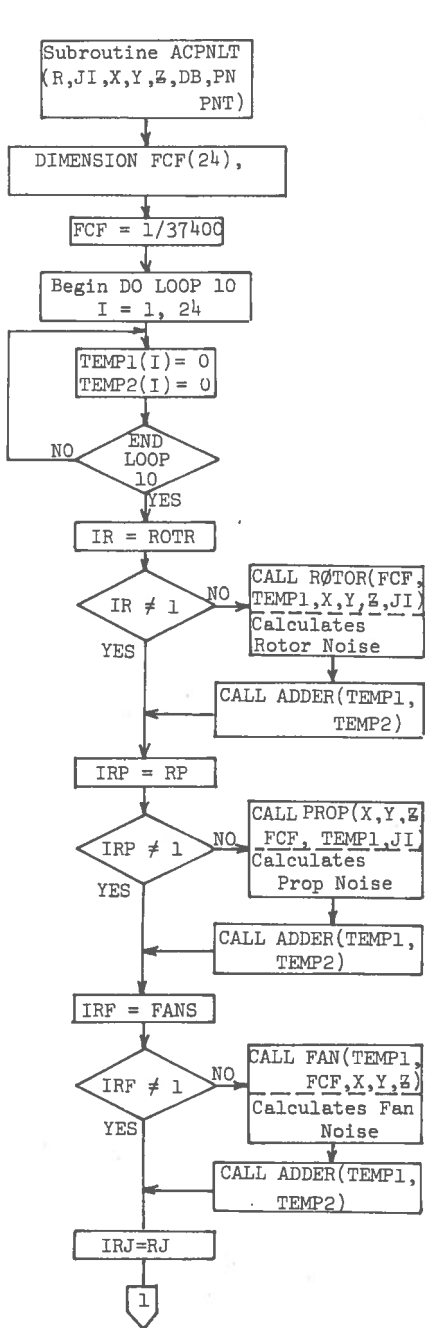 Subroutine ACPNLT
(R,JI,X,Y,Z,DB,PN
PNT)
DIMENSION FCF(24),
FCF = 1/37400
Begin DO LOOP 10
I = 1, 24
TEMP1(I)= 0
TEMP2(I)= 0
NO
END
LOOP
10
YES
IR = ROTR
IR ≠ 1
NO
YES
CALL RØTOR(FCF,
TEMP1,X,Y,Z,JI)
Calculates
Rotor Noise
CALL ADDER(TEMP1,
TEMP2)
IRP = RP
IRP ≠ 1
NO
YES
CALL PROP(X,Y,Z
FCF, TEMP1,JI)
Calculates
Prop Noise
CALL ADDER(TEMP1,
TEMP2)
IRF = FANS
IRF ≠ 1
NO
YES
CALL FAN(TEMP1,
FCF,X,Y,Z)
Calculates Fan
Noise
CALL ADDER(TEMP1,
TEMP2)
IRJ=RJ
1